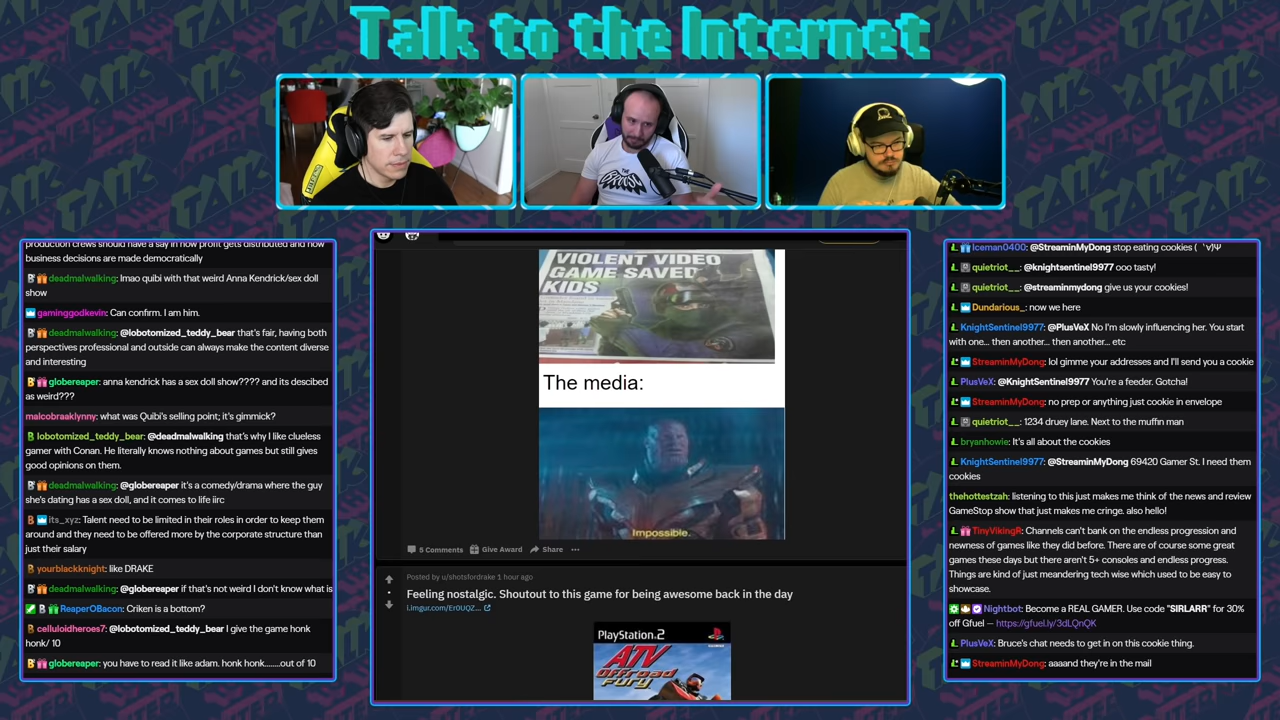 Talk to the Internet
production crews should have a say in how profit gets distributed and how
business decisions are made democratically
deadmalwalking: lmao quibi with that weird Anna Kendrick/sex doll
show
gaminggodkevin: Can confirm. I am him.
deadmalwalking: @lobotomized_teddy_bear that's fair, having both
perspectives professional and outside can always make the content diverse
and interesting
globereaper: anna kendrick has a sex doll show???? and its descibed
as weird???
malcobraaklynny: what was Quibi's selling point; it's gimmick?
lobotomized_teddy_bear: @deadmalwalking that's why I like clueless
gamer with Conan. He literally knows nothing about games but still gives
good opinions on them.
deadmalwalking: @globereaper it's a comedy/drama where the guy
she's dating has a sex doll, and it comes to life iirc
its_xyz: Talent need to be limited in their roles in order to keep them
around and they need to be offered more by the corporate structure than
just their salary
yourblackknight: like DRAKE
deadmalwalking: @globereaper if that's not weird I don't know what is
ReaperOBacon: Criken is a bottom?
celluloidheroes7: @lobotomized_teddy_bear I give the game honk
honk/ 10
globereaper: you have to read it like adam. honk honk........out of 10
VIOLENT VIDEO
GAME SAVED
KIDS
The media:
Impossible.
5 Comments Give Award Share
Posted by u/shotsfordrake 1 hour ago
Feeling nostalgic. Shoutout to this game for being awesome back in the day
i.imgur.com/Er0UQZ...
PlayStation.2
ATV
Offroad
Fury
Iceman0400: @StreaminMyDong stop eating cookies
quietriot__: @knightsentinel9977 ooo tasty!
quietriot__: @streaminmydong give us your cookies!
Dundarious_: now we here
KnightSentinel9977: @PlusVeX No I'm slowly influencing her. You start
with one... then another... then another... etc
StreaminMyDong: lol gimme your addresses and I'll send you a cookie
PlusVeX: @KnightSentinel9977 You're a feeder. Gotcha!
StreaminMyDong: no prep or anything just cookie in envelope
quietriot__: 1234 druey lane. Next to the muffin man
bryanhowie: It's all about the cookies
KnightSentinel9977: @StreaminMyDong 69420 Gamer St. I need them
cookies
thehottestzah: listening to this just makes me think of the news and review
GameStop show that just makes me cringe. also hello!
TinyVikingR: Channels can't bank on the endless progression and
newness of games like they did before. There are of course some great
games these days but there aren't 5+ consoles and endless progress.
Things are kind of just meandering tech wise which used to be easy to
showcase.
Nightbot: Become a REAL GAMER. Use code "SiRLARR" for 30%
off Gfuel — https://gfuel.ly/3dLQnQK
PlusVeX: Bruce's chat needs to get in on this cookie thing.
StreaminMyDong: aaaand they're in the mail